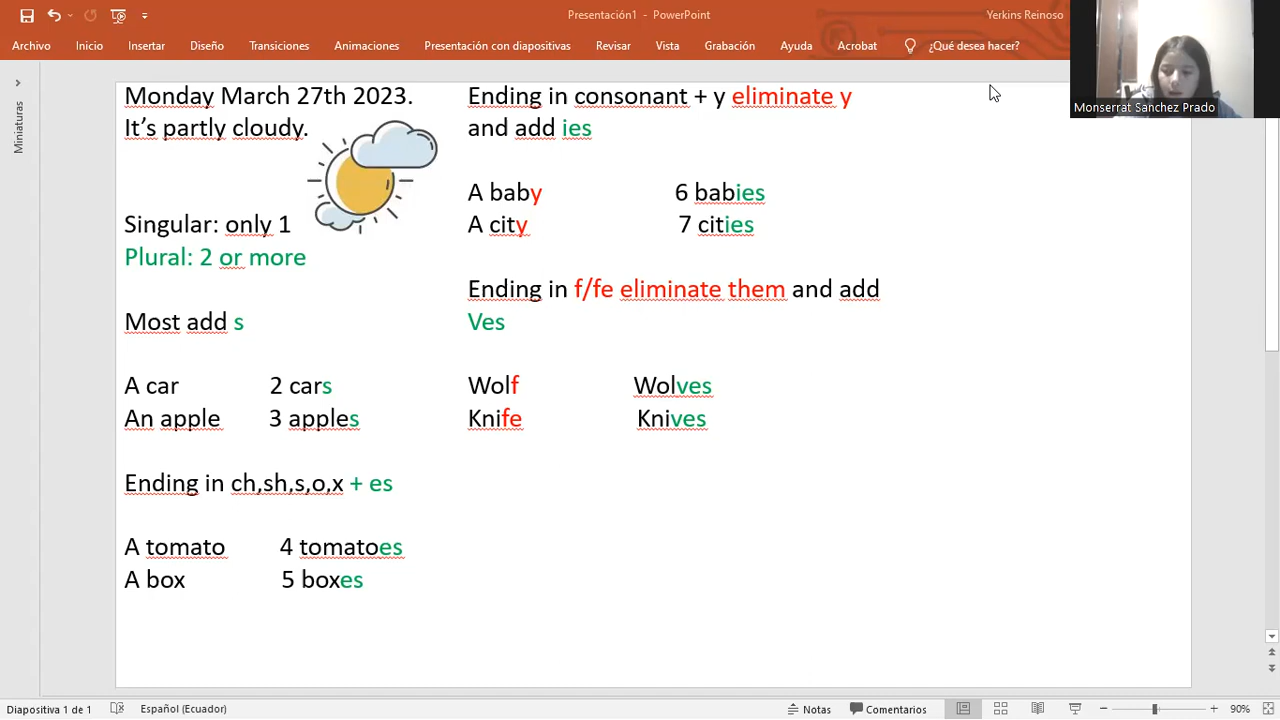 Presentación1 - PowerPoint
Yerkins Reinoso
Archivo Inicio Insertar Diseño Transiciones Animaciones Presentación con diapositivas Revisar Vista Grabación Ayuda Acrobat ¿Qué desea hacer?
Monserrat Sanchez Prado
Miniaturas
Monday March 27th 2023.
It's partly cloudy.
Singular: only 1
Plural: 2 or more
Most add s
A car 2 cars
An apple 3 apples
Ending in ch,sh,s,o,x + es
A tomato 4 tomatoes
A box 5 boxes
Ending in consonant + y eliminate y
and add ies
A baby 6 babies
A city 7 cities
Ending in f/fe eliminate them and add
Ves
Wolf Wolves
Knife Knives
Diapositiva 1 de 1 Español (Ecuador) Notas Comentarios 90%